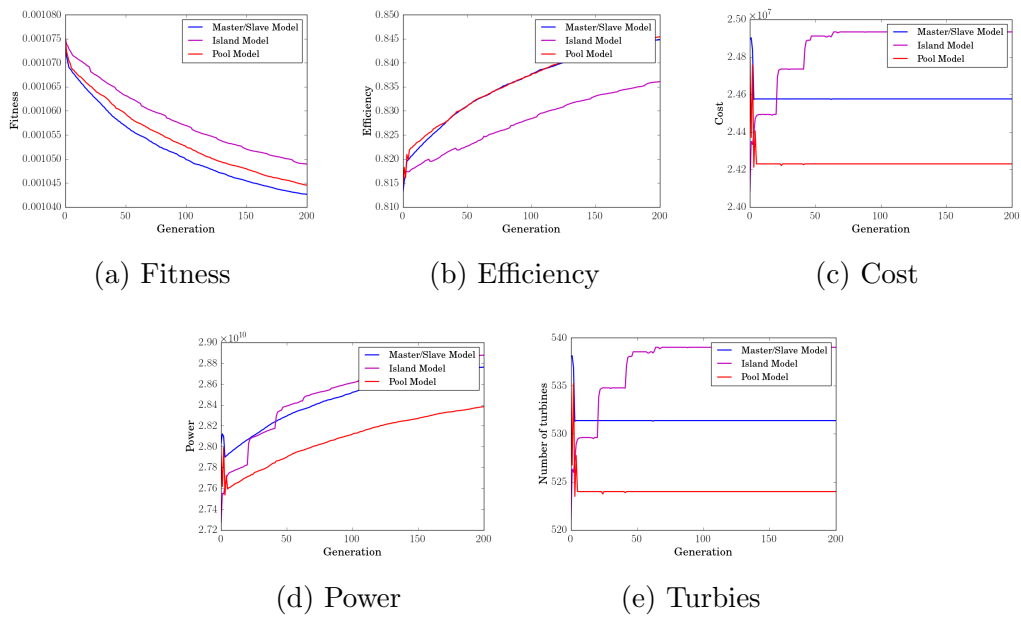 0.001080
0.001075
0.001070
0.001065
0.001060
0.001055
0.001050
0.001045
0.001040
Fitness
0 50 100 150 200
Generation
Master/Slave Model
Island Model
Pool Model
(a) Fitness
0.850
0.845
0.840
0.835
0.830
0.825
0.820
0.815
0.810
Efficiency
0 50 100 150 200
Generation
Master/Slave Model
Island Model
Pool Model
(b) Efficiency
×10⁷
2.50
2.48
2.46
2.44
2.42
2.40
Cost
0 50 100 150 200
Generation
Master/Slave Model
Island Model
Pool Model
(c) Cost
×10¹⁰
2.90
2.88
2.86
2.84
2.82
2.80
2.78
2.76
2.74
2.72
Power
0 50 100 150 200
Generation
Master/Slave Model
Island Model
Pool Model
(d) Power
540
535
530
525
520
Number of turbines
0 50 100 150 200
Generation
Master/Slave Model
Island Model
Pool Model
(e) Turbies